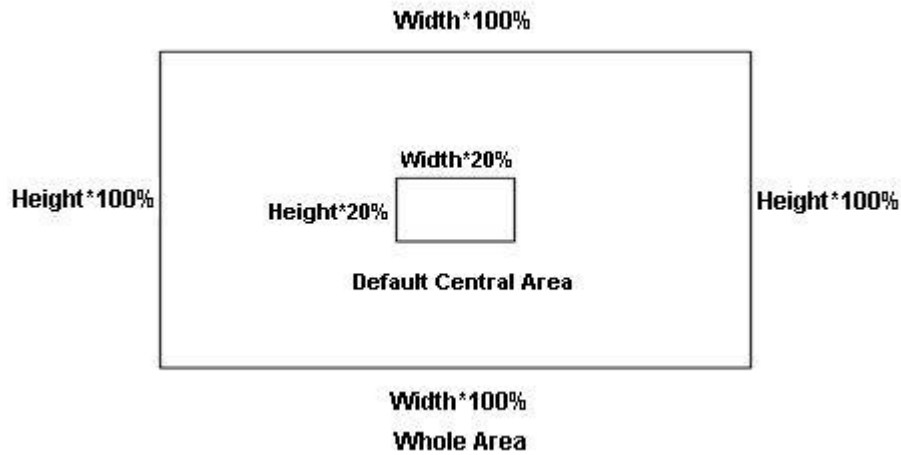 Width*100%
Width*20%
Height*100%
Height*20%
Height*100%
Default Central Area
Width*100%
Whole Area